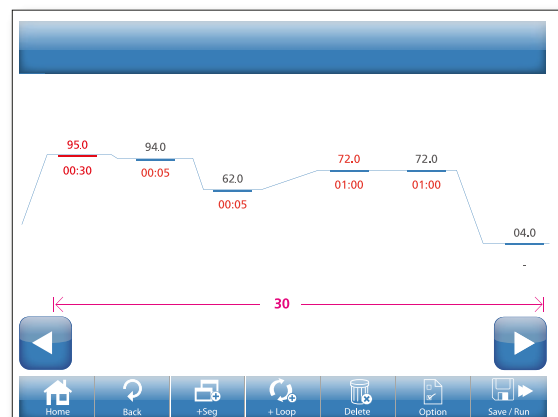 95.0
00:30
94.0
00:05
62.0
00:05
72.0
01:00
72.0
01:00
04.0
-
30
Home
Back
+Seg
+ Loop
Delete
Option
Save / Run